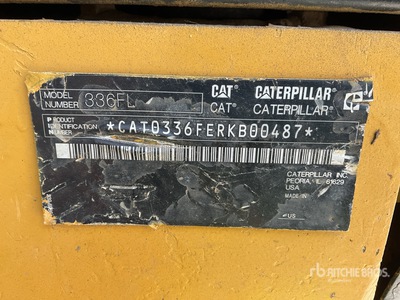 MODEL NUMBER 336FL CAT CATERPILLAR
CAT® CATERPILLAR®
PRODUCT IDENTIFICATION NUMBER *CAT0336FERKB00487*
CATERPILLAR INC.
PEORIA, IL 61629
USA
MADE IN
US
rb RITCHIE BROS.